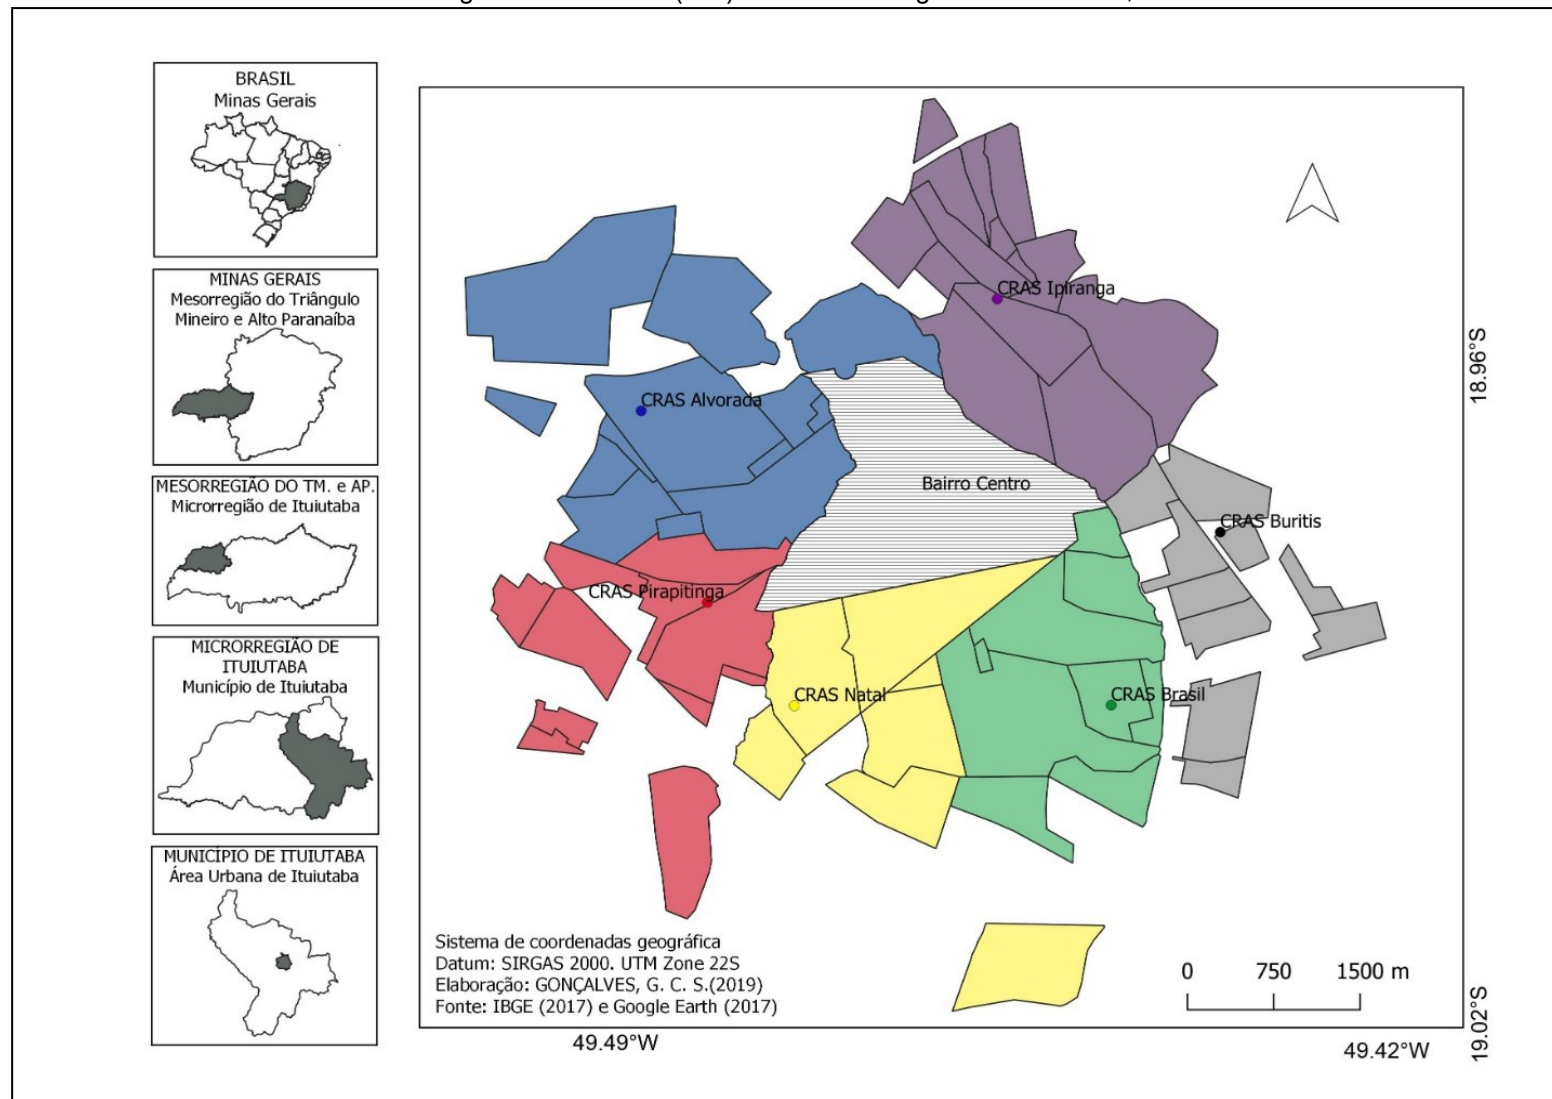 BRASIL
Minas Gerais
MINAS GERAIS
Mesorregião do Triângulo
Mineiro e Alto Paranaíba
MESORREGIÃO DO TM. e AP.
Microrregião de Ituiutaba
MICRORREGIÃO DE
ITUIUTABA
Município de Ituiutaba
MUNICÍPIO DE ITUIUTABA
Área Urbana de Ituiutaba
CRAS Ipiranga
CRAS Alvorada
Bairro Centro
CRAS Buritis
CRAS Pirapitinga
CRAS Natal
CRAS Brasil
Sistema de coordenadas geográfica
Datum: SIRGAS 2000. UTM Zone 22S
Elaboração: GONÇALVES, G. C. S.(2019)
Fonte: IBGE (2017) e Google Earth (2017)
0 750 1500 m
18.96°S
19.02°S
49.49°W
49.42°W